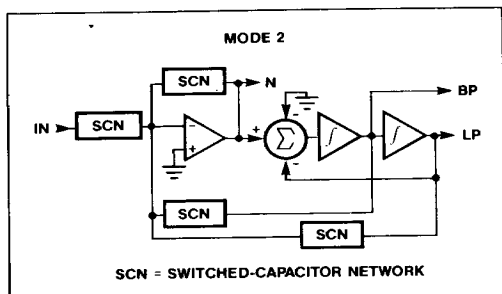 MODE 2
SCN
N
BP
IN
SCN
−
+
+
−
Σ
−
∫
∫
LP
SCN
SCN
SCN = SWITCHED-CAPACITOR NETWORK